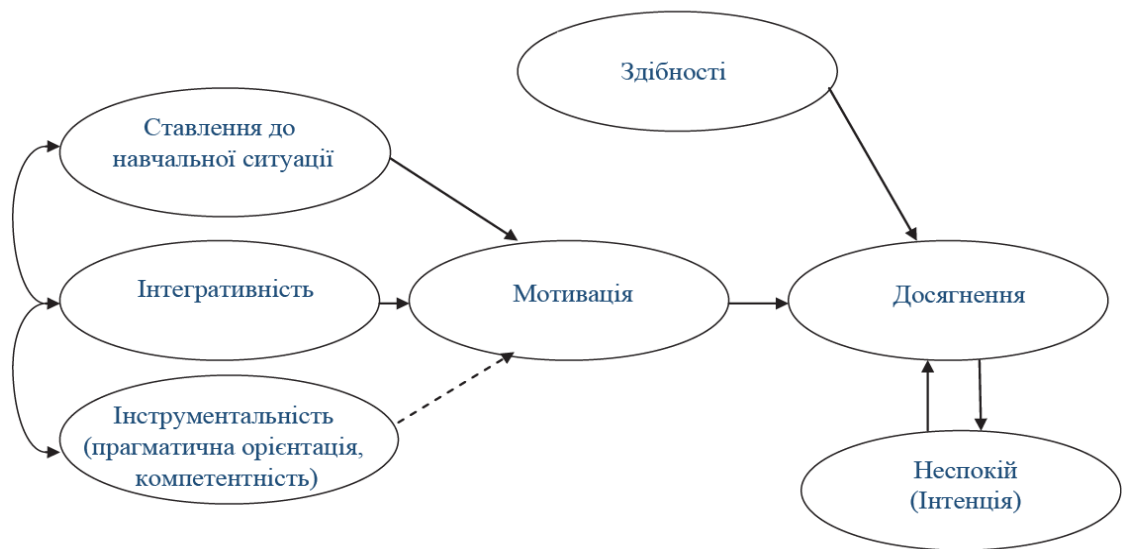 Здібності
Ставлення до
навчальної ситуації
Інтегративність
Мотивація
Досягнення
Інструментальність
(прагматична орієнтація,
компетентність)
Неспокій
(Інтенція)